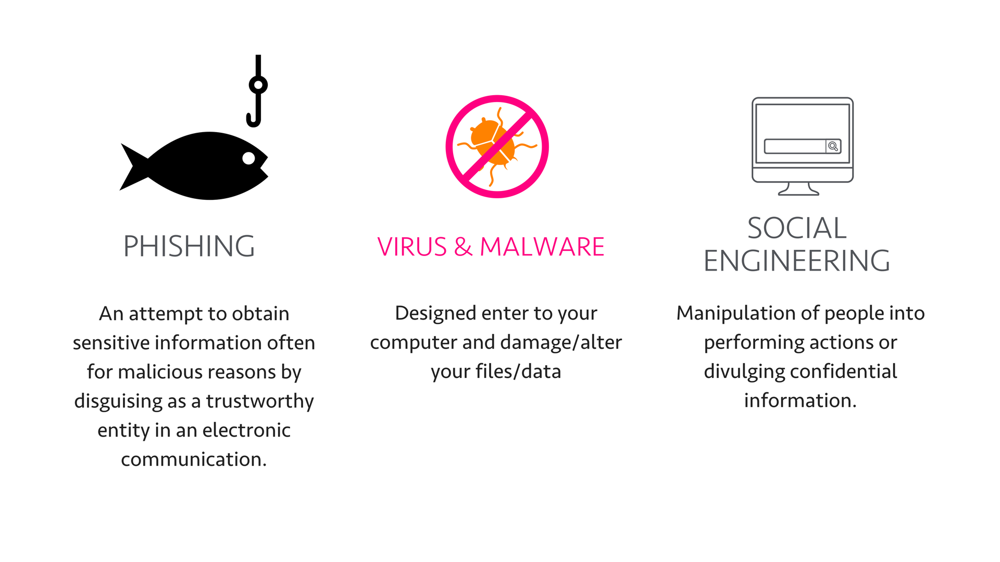 PHISHING
An attempt to obtain
sensitive information often
for malicious reasons by
disguising as a trustworthy
entity in an electronic
communication.
VIRUS & MALWARE
Designed enter to your
computer and damage/alter
your files/data
SOCIAL
ENGINEERING
Manipulation of people into
performing actions or
divulging confidential
information.